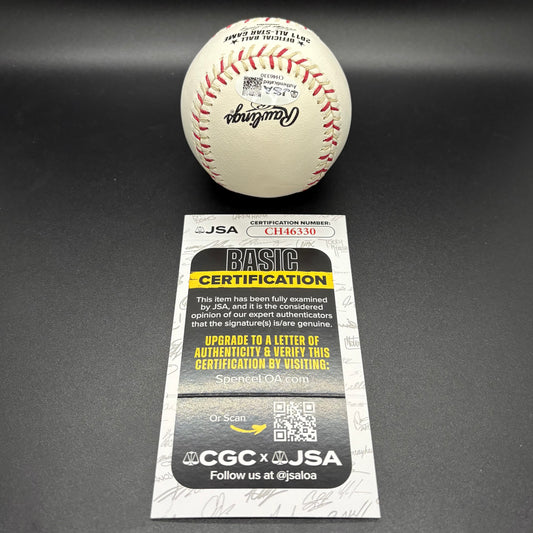 OFFICIAL BALL
2011 ALL-STAR GAME
JSA
Authenticated
CH46330
Rawlings
JSA
CERTIFICATION NUMBER:
CH46330
BASIC
CERTIFICATION
This item has been fully examined
by JSA, and it is the considered
opinion of our expert authenticators
that the signature(s) is/are genuine.
UPGRADE TO A LETTER OF
AUTHENTICITY & VERIFY THIS
CERTIFICATION BY VISITING:
SpenceLOA.com
Or Scan
CGC x JSA
Follow us at @jsaloa